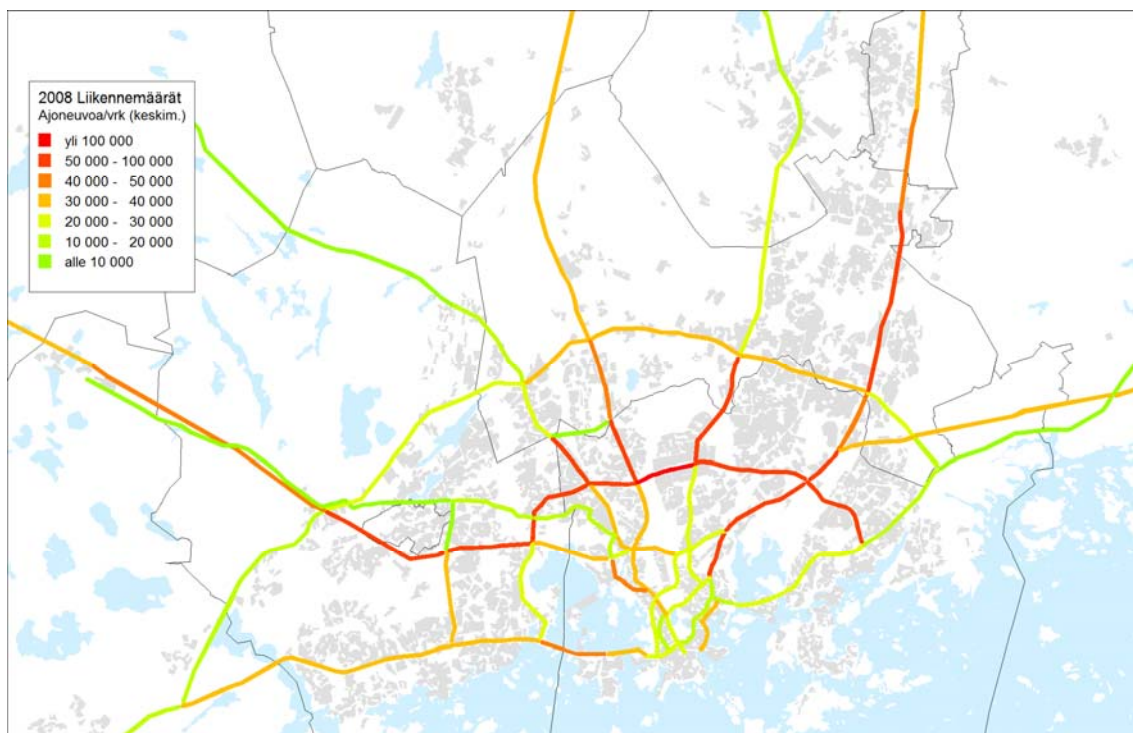 2008 Liikennemäärät
Ajoneuvoa/vrk (keskim.)
yli 100 000
50 000 - 100 000
40 000 - 50 000
30 000 - 40 000
20 000 - 30 000
10 000 - 20 000
alle 10 000